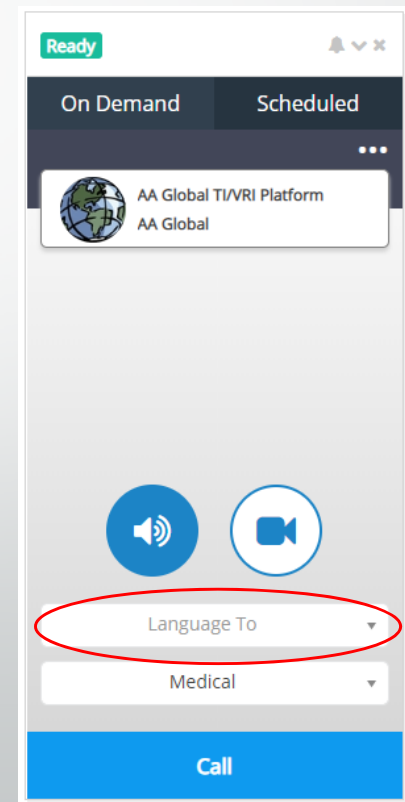 Ready
On Demand Scheduled
AA Global TI/VRI Platform
AA Global
Language To
Medical
Call